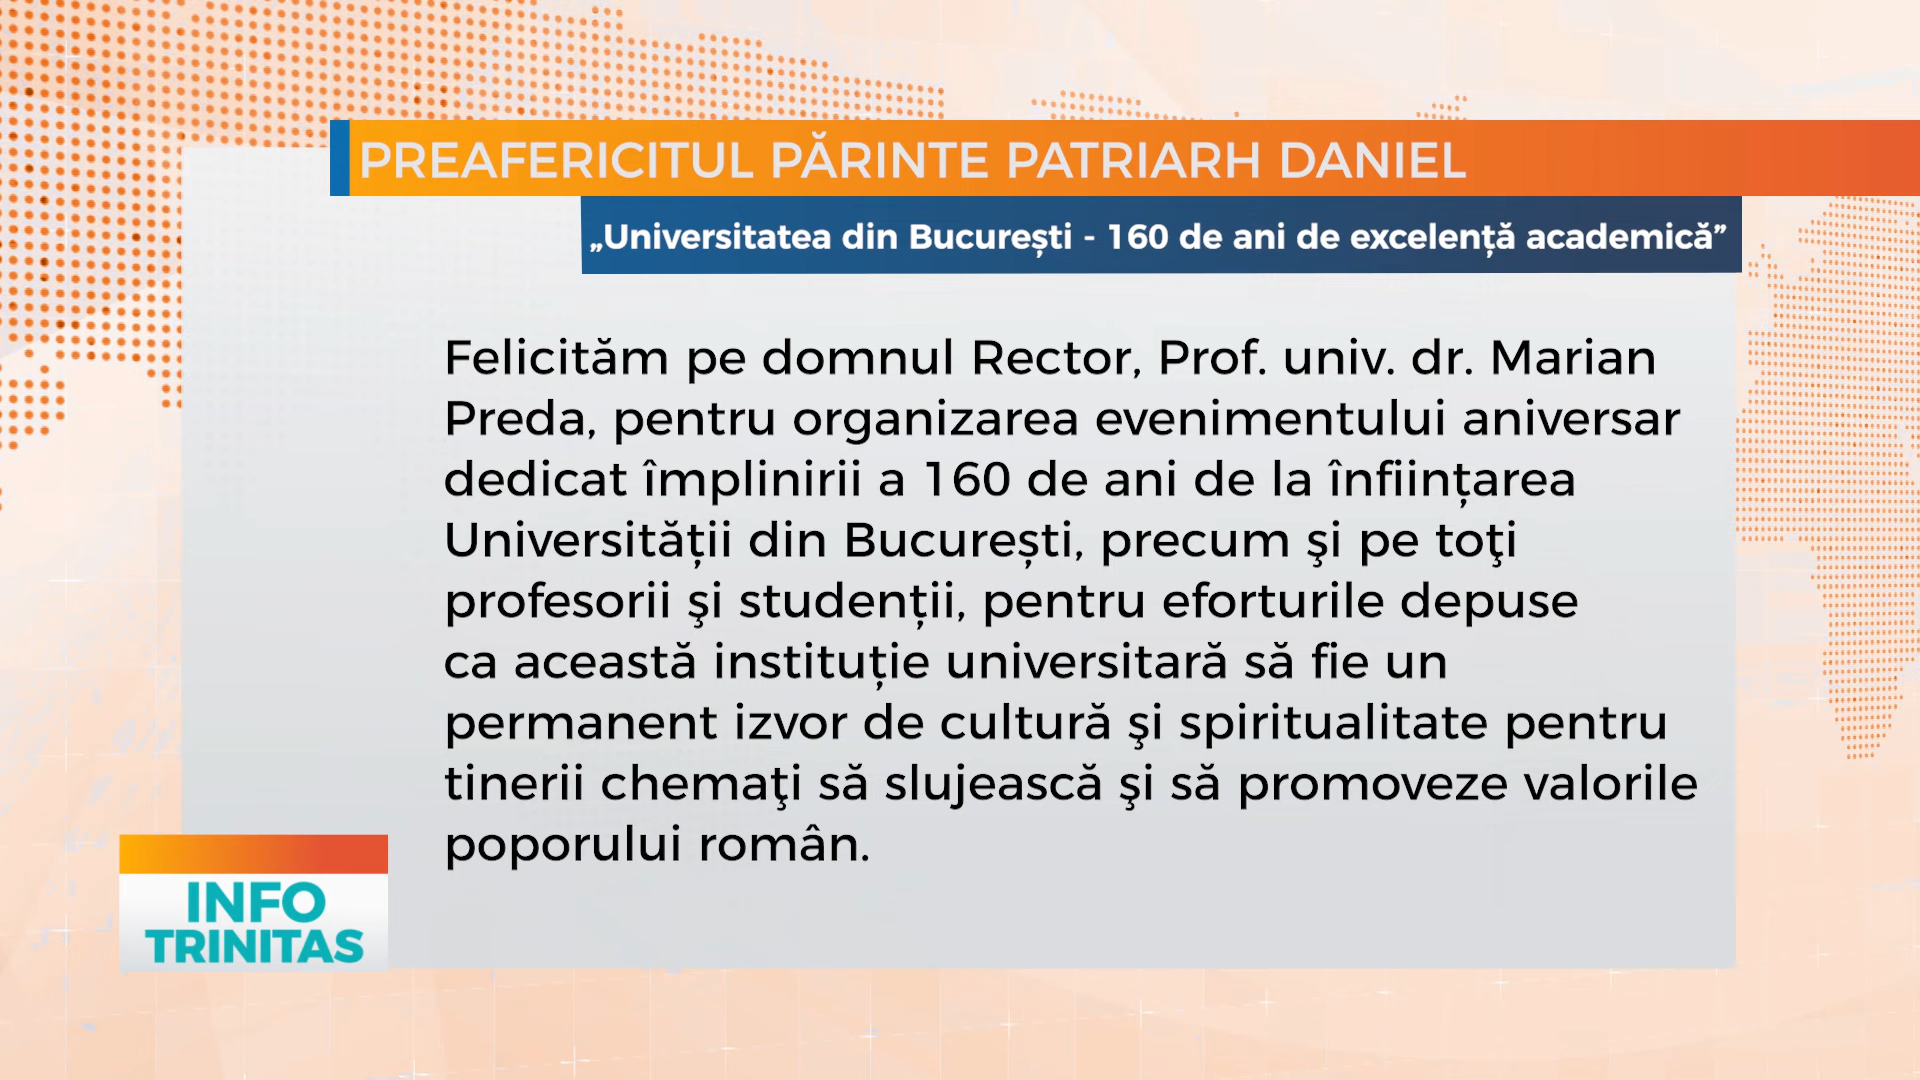 PREAFERICITUL PĂRINTE PATRIARH DANIEL
„Universitatea din București - 160 de ani de excelență academică”
Felicităm pe domnul Rector, Prof. univ. dr. Marian
Preda, pentru organizarea evenimentului aniversar
dedicat împlinirii a 160 de ani de la înființarea
Universității din București, precum şi pe toţi
profesorii şi studenții, pentru eforturile depuse
ca această instituție universitară să fie un
permanent izvor de cultură şi spiritualitate pentru
tinerii chemaţi să slujească şi să promoveze valorile
poporului român.
INFO
TRINITAS